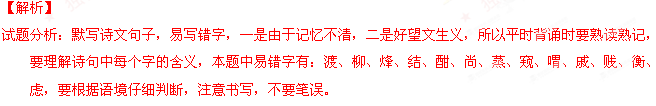 【解析】
试题分析：默写诗文句子，易写错字，一是由于记忆不清，二是好望文生义，所以平时背诵时要熟读熟记，
要理解诗句中每个字的含义，本题中易错字有：渡、柳、烽、结、酣、尚、蒸、窥、喟、戚、贱、衡、
虑，要根据语境仔细判断，注意书写，不要笔误。